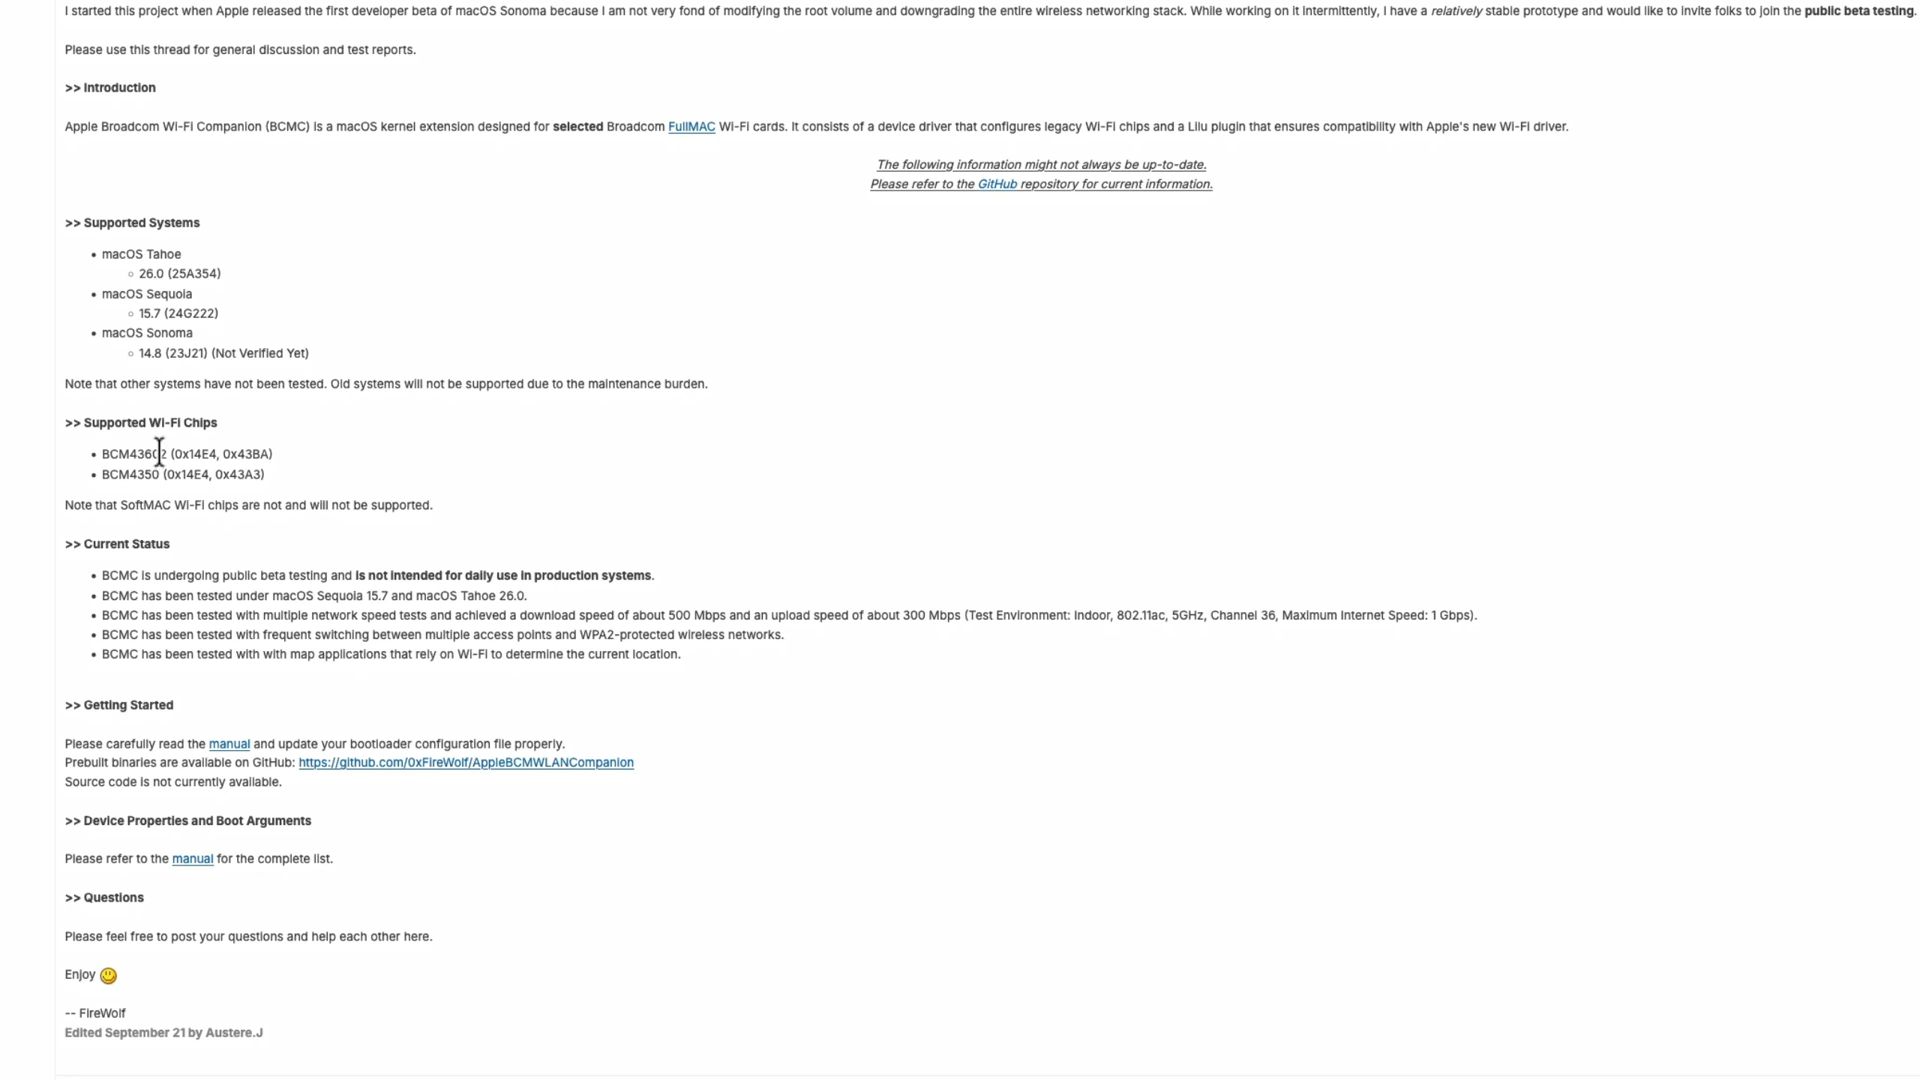 I started this project when Apple released the first developer beta of macOS Sonoma because I am not very fond of modifying the root volume and downgrading the entire wireless networking stack. While working on it intermittently, I have a relatively stable prototype and would like to invite folks to join the public beta testing.
Please use this thread for general discussion and test reports.
>> Introduction
Apple Broadcom Wi-Fi Companion (BCMC) is a macOS kernel extension designed for selected Broadcom FullMAC Wi-Fi cards. It consists of a device driver that configures legacy Wi-Fi chips and a Lilu plugin that ensures compatibility with Apple's new Wi-Fi driver.
The following information might not always be up-to-date.
Please refer to the GitHub repository for current information.
>> Supported Systems
• macOS Tahoe
◦ 26.0 (25A354)
• macOS Sequoia
◦ 15.7 (24G222)
• macOS Sonoma
◦ 14.8 (23J21) (Not Verified Yet)
Note that other systems have not been tested. Old systems will not be supported due to the maintenance burden.
>> Supported Wi-Fi Chips
• BCM43602 (0x14E4, 0x43BA)
• BCM4350 (0x14E4, 0x43A3)
Note that SoftMAC Wi-Fi chips are not and will not be supported.
>> Current Status
• BCMC is undergoing public beta testing and is not intended for daily use in production systems.
• BCMC has been tested under macOS Sequoia 15.7 and macOS Tahoe 26.0.
• BCMC has been tested with multiple network speed tests and achieved a download speed of about 500 Mbps and an upload speed of about 300 Mbps (Test Environment: Indoor, 802.11ac, 5GHz, Channel 36, Maximum Internet Speed: 1 Gbps).
• BCMC has been tested with frequent switching between multiple access points and WPA2-protected wireless networks.
• BCMC has been tested with with map applications that rely on Wi-Fi to determine the current location.
>> Getting Started
Please carefully read the manual and update your bootloader configuration file properly.
Prebuilt binaries are available on GitHub: https://github.com/0xFireWolf/AppleBCMWLANCompanion
Source code is not currently available.
>> Device Properties and Boot Arguments
Please refer to the manual for the complete list.
>> Questions
Please feel free to post your questions and help each other here.
Enjoy
-- FireWolf
Edited September 21 by Austere.J